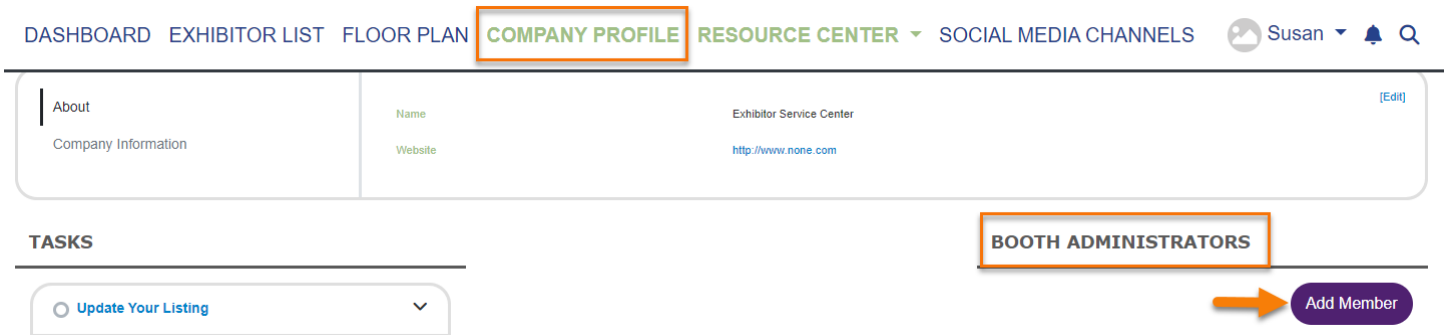 DASHBOARD EXHIBITOR LIST FLOOR PLAN COMPANY PROFILE RESOURCE CENTER SOCIAL MEDIA CHANNELS Susan
About
Company Information
[Edit]
Name Exhibitor Service Center
Website http://www.none.com
TASKS
Update Your Listing
BOOTH ADMINISTRATORS
Add Member